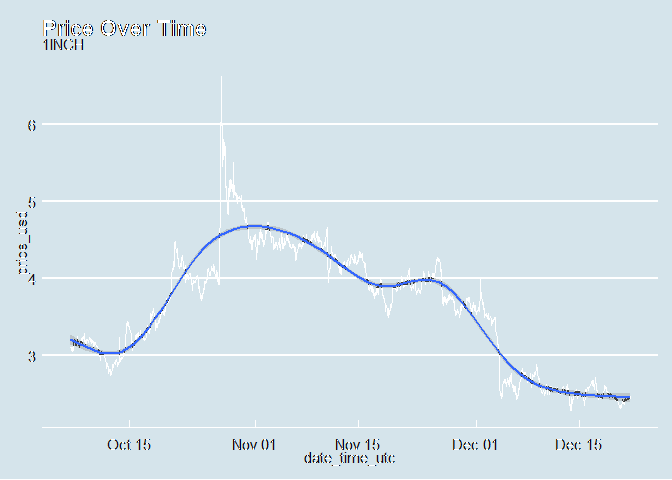 Price Over Time
1INCH
6
5
4
3
price_usd
Oct 15
Nov 01
Nov 15
Dec 01
Dec 15
date_time_utc